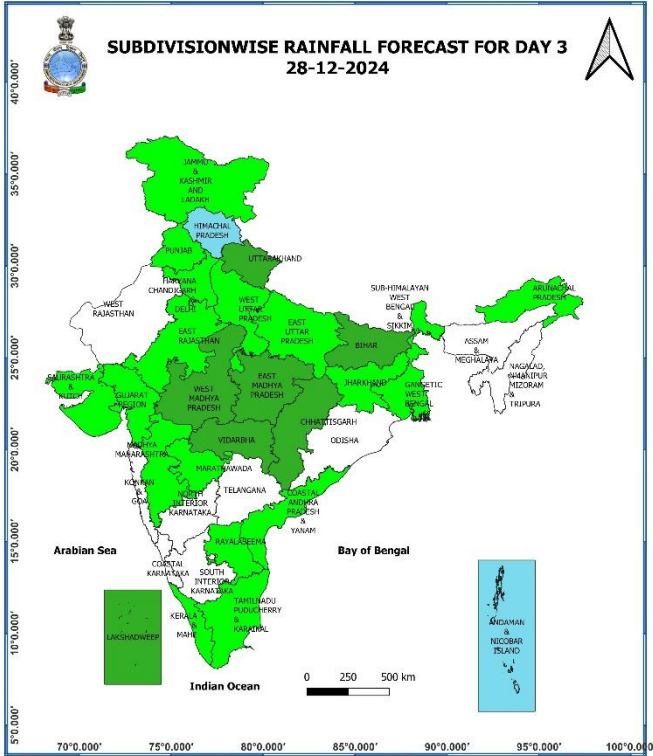 SUBDIVISIONWISE RAINFALL FORECAST FOR DAY 3
28-12-2024
40°0.000'
35°0.000'
30°0.000'
25°0.000'
20°0.000'
15°0.000'
10°0.000'
5°0.000'
JAMMU
&
KASHMIR
AND
LADAKH
HIMACHAL
PRADESH
PUNJAB
UTTARAKHAND
HARYANA
CHANDIGARH
&
DELHI
WEST
RAJASTHAN
WEST
UTTAR
PRADESH
SUB-HIMALAYAN
WEST
BENGAL
&
SIKKIM
ARUNACHAL
PRADESH
EAST
RAJASTHAN
EAST
UTTAR
PRADESH
BIHAR
ASSAM
&
MEGHALAYA
NAGALAD,
MIZORAM
&
TRIPURA
SAURASHTRA
&
KUTCH
GUJARAT
REGION
WEST
MADHYA
PRADESH
EAST
MADHYA
PRADESH
JHARKHAND
GANGETIC
WEST
BENGAL
CHHATTISGARH
ODISHA
VIDARBHA
MADHYA
MAHARASHTRA
MARATHAWADA
KONKAN
&
GOA
NORTH
INTERIOR
KARNATAKA
TELANGANA
COASTAL
ANDHRA
PRADESH
&
YANAM
Arabian Sea
RAYALASEEMA
Bay of Bengal
COASTAL
KARNATAKA
SOUTH
INTERIOR
KARNATAKA
TAMILNADU
PUDUCHERRY
&
KARAIKAL
KERALA
&
MAHE
LAKSHADWEEP
ANDAMAN
&
NICOBAR
ISLAND
Indian Ocean
0 250 500 km
70°0.000' 75°0.000' 80°0.000' 85°0.000' 90°0.000' 95°0.000' 100°0.000'